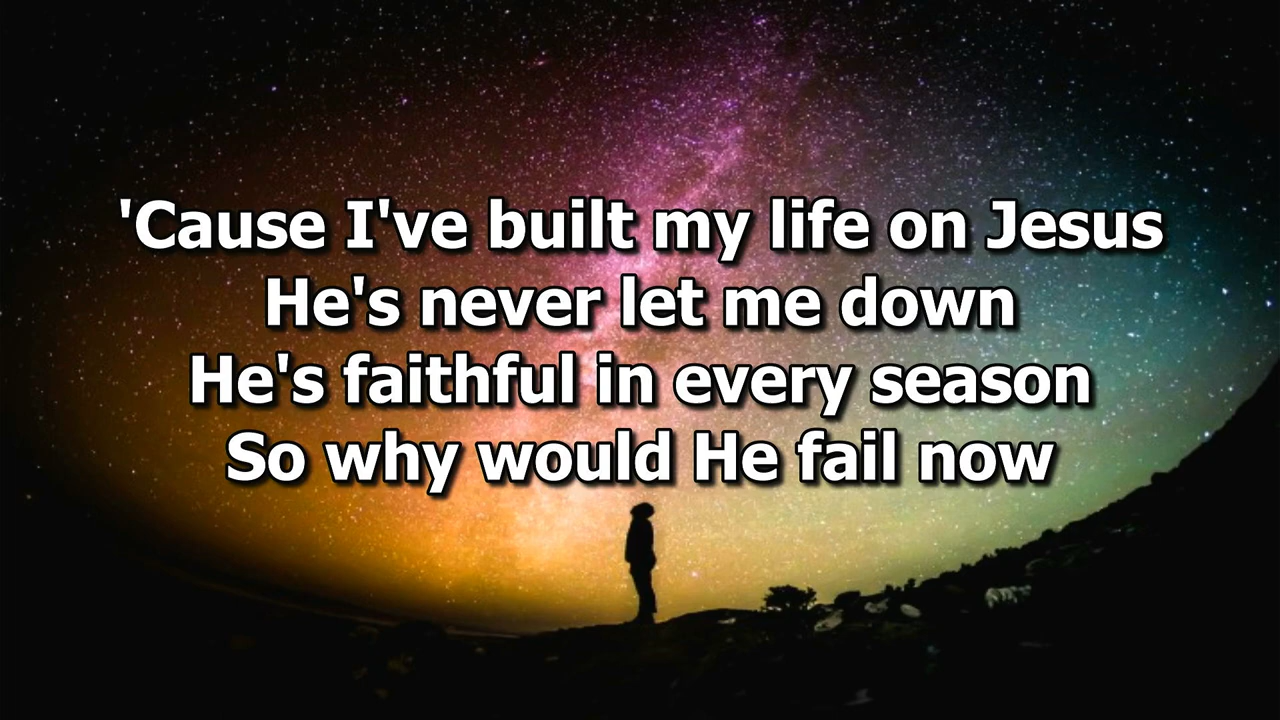 'Cause I've built my life on Jesus
He's never let me down
He's faithful in every season
So why would He fail now